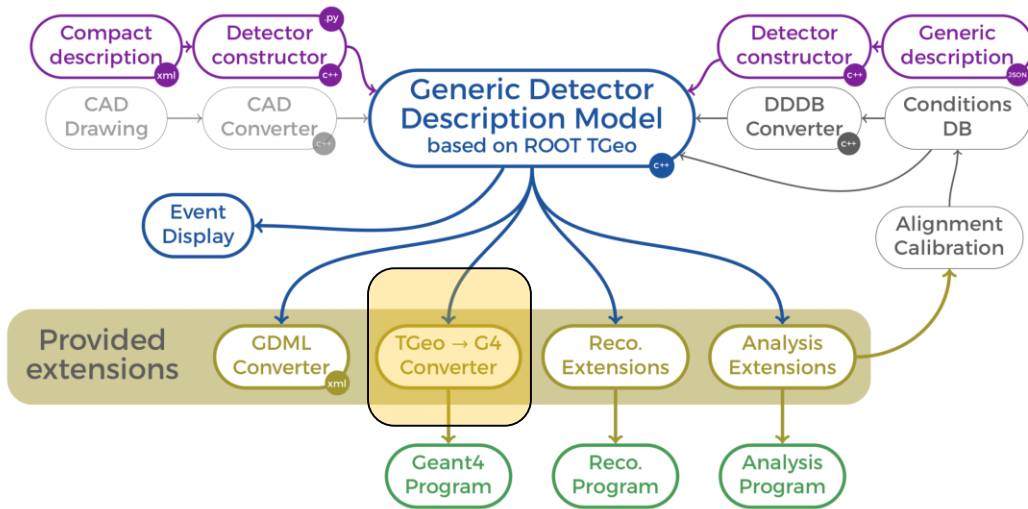 Compact
description
xml
Detector
constructor
.py
c++
Detector
constructor
c++
Generic
description
JSON
CAD
Drawing
CAD
Converter
c++
Generic Detector
Description Model
based on ROOT TGeo
c++
DDDB
Converter
c++
Conditions
DB
Event
Display
Alignment
Calibration
Provided
extensions
GDML
Converter
xml
TGeo → G4
Converter
Reco.
Extensions
Analysis
Extensions
Geant4
Program
Reco.
Program
Analysis
Program